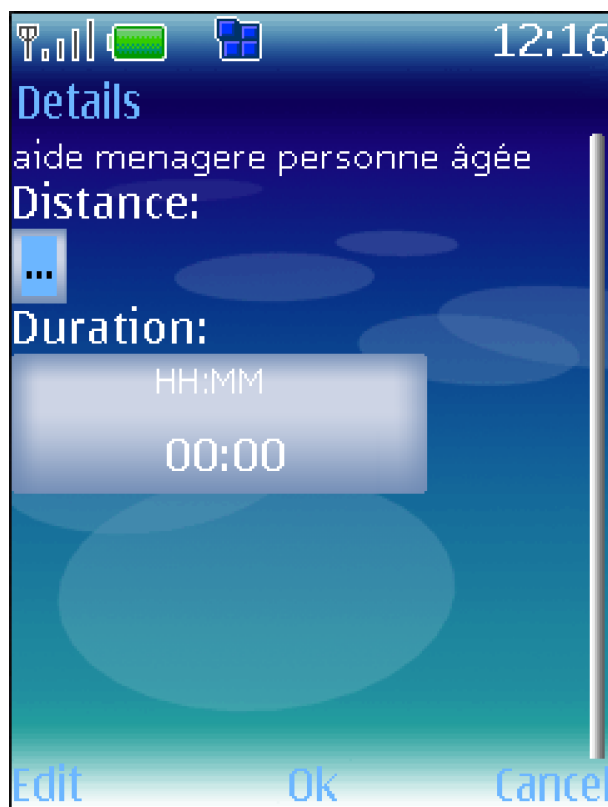 12:16
Details
aide menagere personne âgée
Distance:
...
Duration:
HH:MM
00:00
Edit Ok Cancel